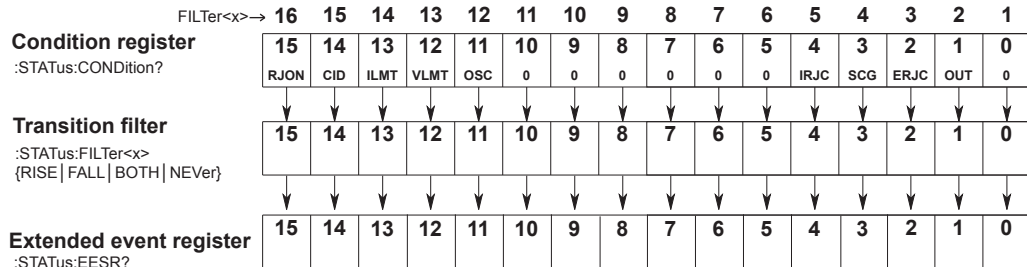 FILTer<x>→ 16 15 14 13 12 11 10 9 8 7 6 5 4 3 2 1
Condition register 15 14 13 12 11 10 9 8 7 6 5 4 3 2 1 0
:STATus:CONDition? RJON CID ILMT VLMT OSC 0 0 0 0 0 0 IRJC SCG ERJC OUT 0
Transition filter 15 14 13 12 11 10 9 8 7 6 5 4 3 2 1 0
:STATus:FILTer<x>
{RISE|FALL|BOTH|NEVer}
Extended event register 15 14 13 12 11 10 9 8 7 6 5 4 3 2 1 0
:STATus:EESR?